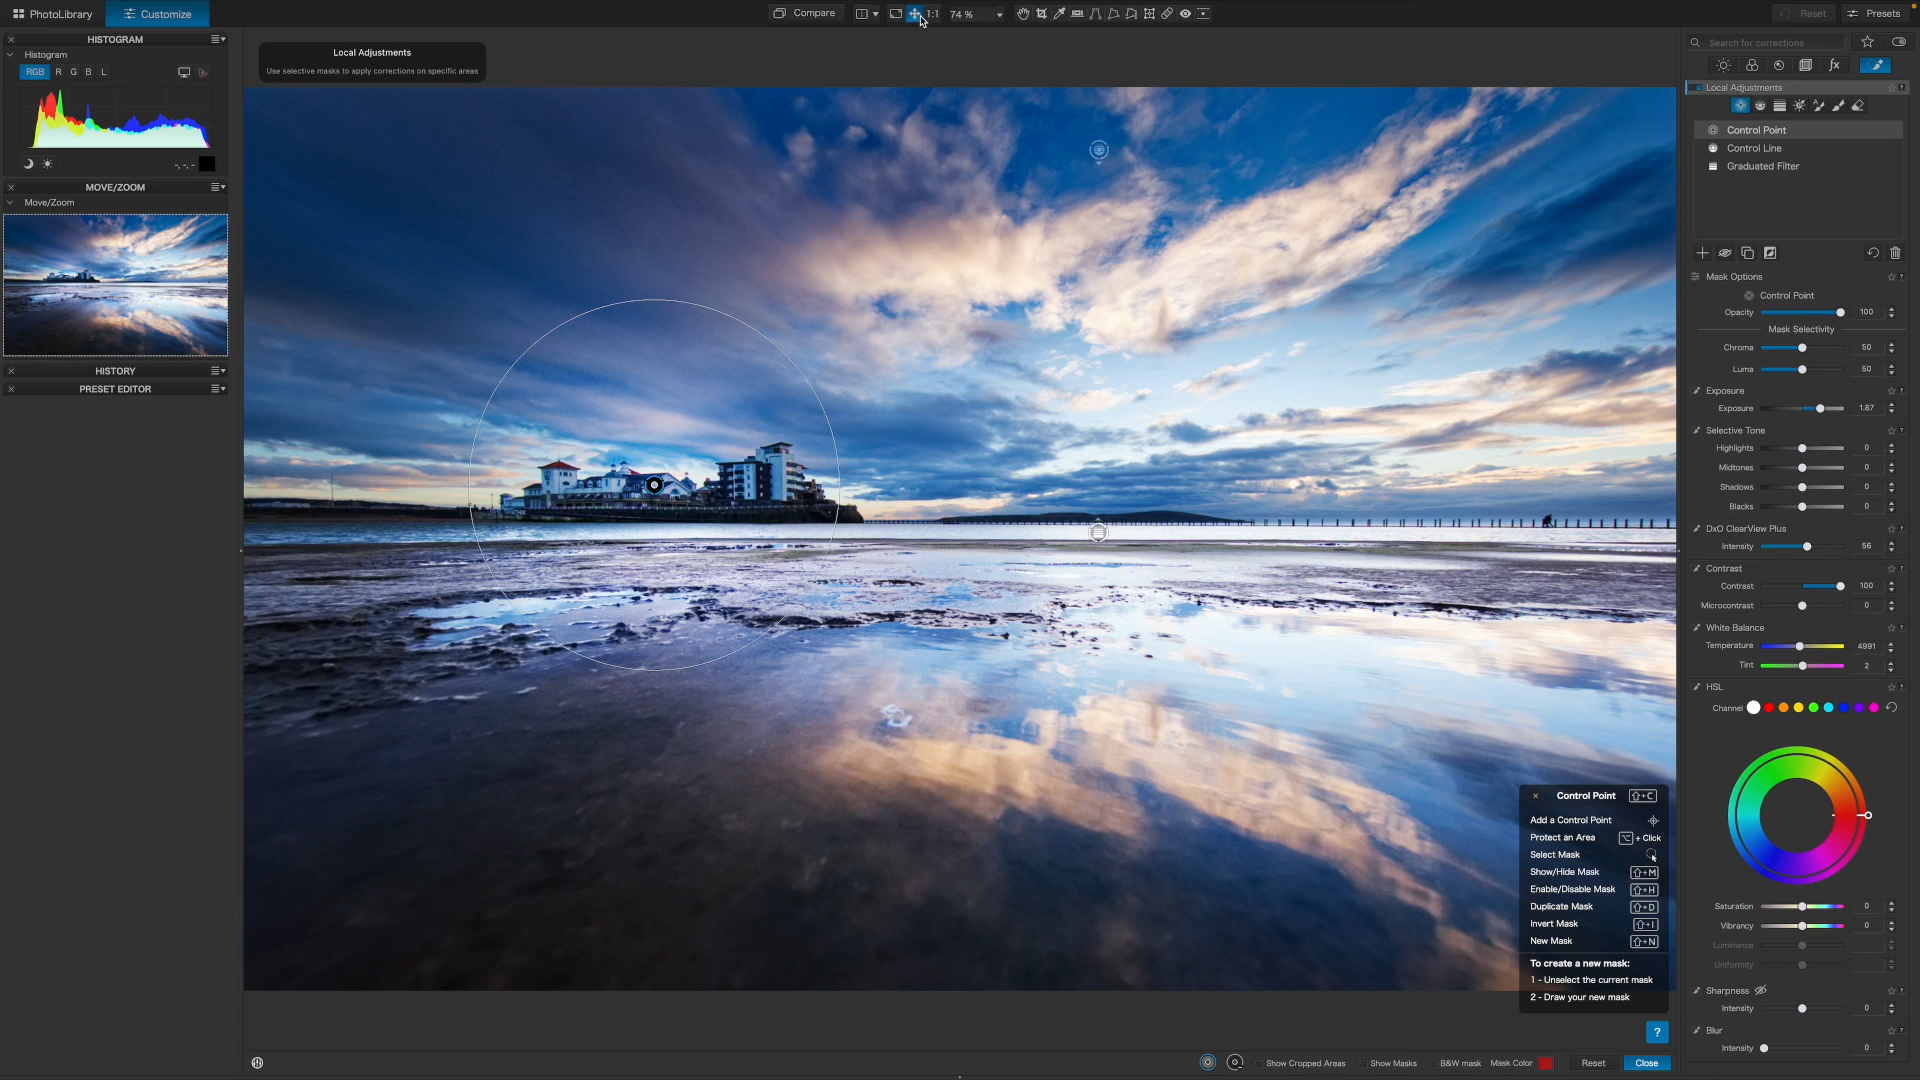 PhotoLibrary
Customize
Compare
1:1
74 %
Reset
Presets
HISTOGRAM
Histogram
RGB R G B L
-, -, -
MOVE/ZOOM
Move/Zoom
HISTORY
PRESET EDITOR
Local Adjustments
Use selective masks to apply corrections on specific areas
Search for corrections
fx
Local Adjustments
Control Point
Control Line
Graduated Filter
Mask Options
Control Point
Opacity 100
Mask Selectivity
Chroma 50
Luma 50
Exposure
Exposure 1.87
Selective Tone
Highlights 0
Midtones 0
Shadows 0
Blacks 0
DxO ClearView Plus
Intensity 56
Contrast
Contrast 100
Microcontrast 0
White Balance
Temperature 4991
Tint 2
HSL
Channel
Saturation 0
Vibrancy 0
Luminance
Uniformity
Sharpness
Intensity 0
Blur
Intensity 0
Control Point ⇧+C
Add a Control Point
Protect an Area ⌥ + Click
Select Mask
Show/Hide Mask ⇧+M
Enable/Disable Mask ⇧+H
Duplicate Mask ⇧+D
Invert Mask ⇧+I
New Mask ⇧+N
To create a new mask:
1 - Unselect the current mask
2 - Draw your new mask
?
Show Cropped Areas
Show Masks
B&W mask
Mask Color
Reset
Close